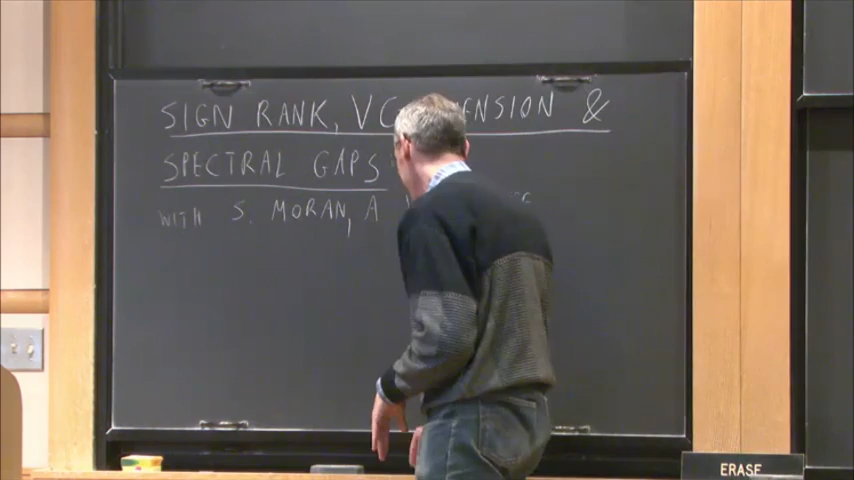 SIGN RANK, VC ENSION &
SPECTRAL GAPS
WITH S. MORAN, A
ERASE